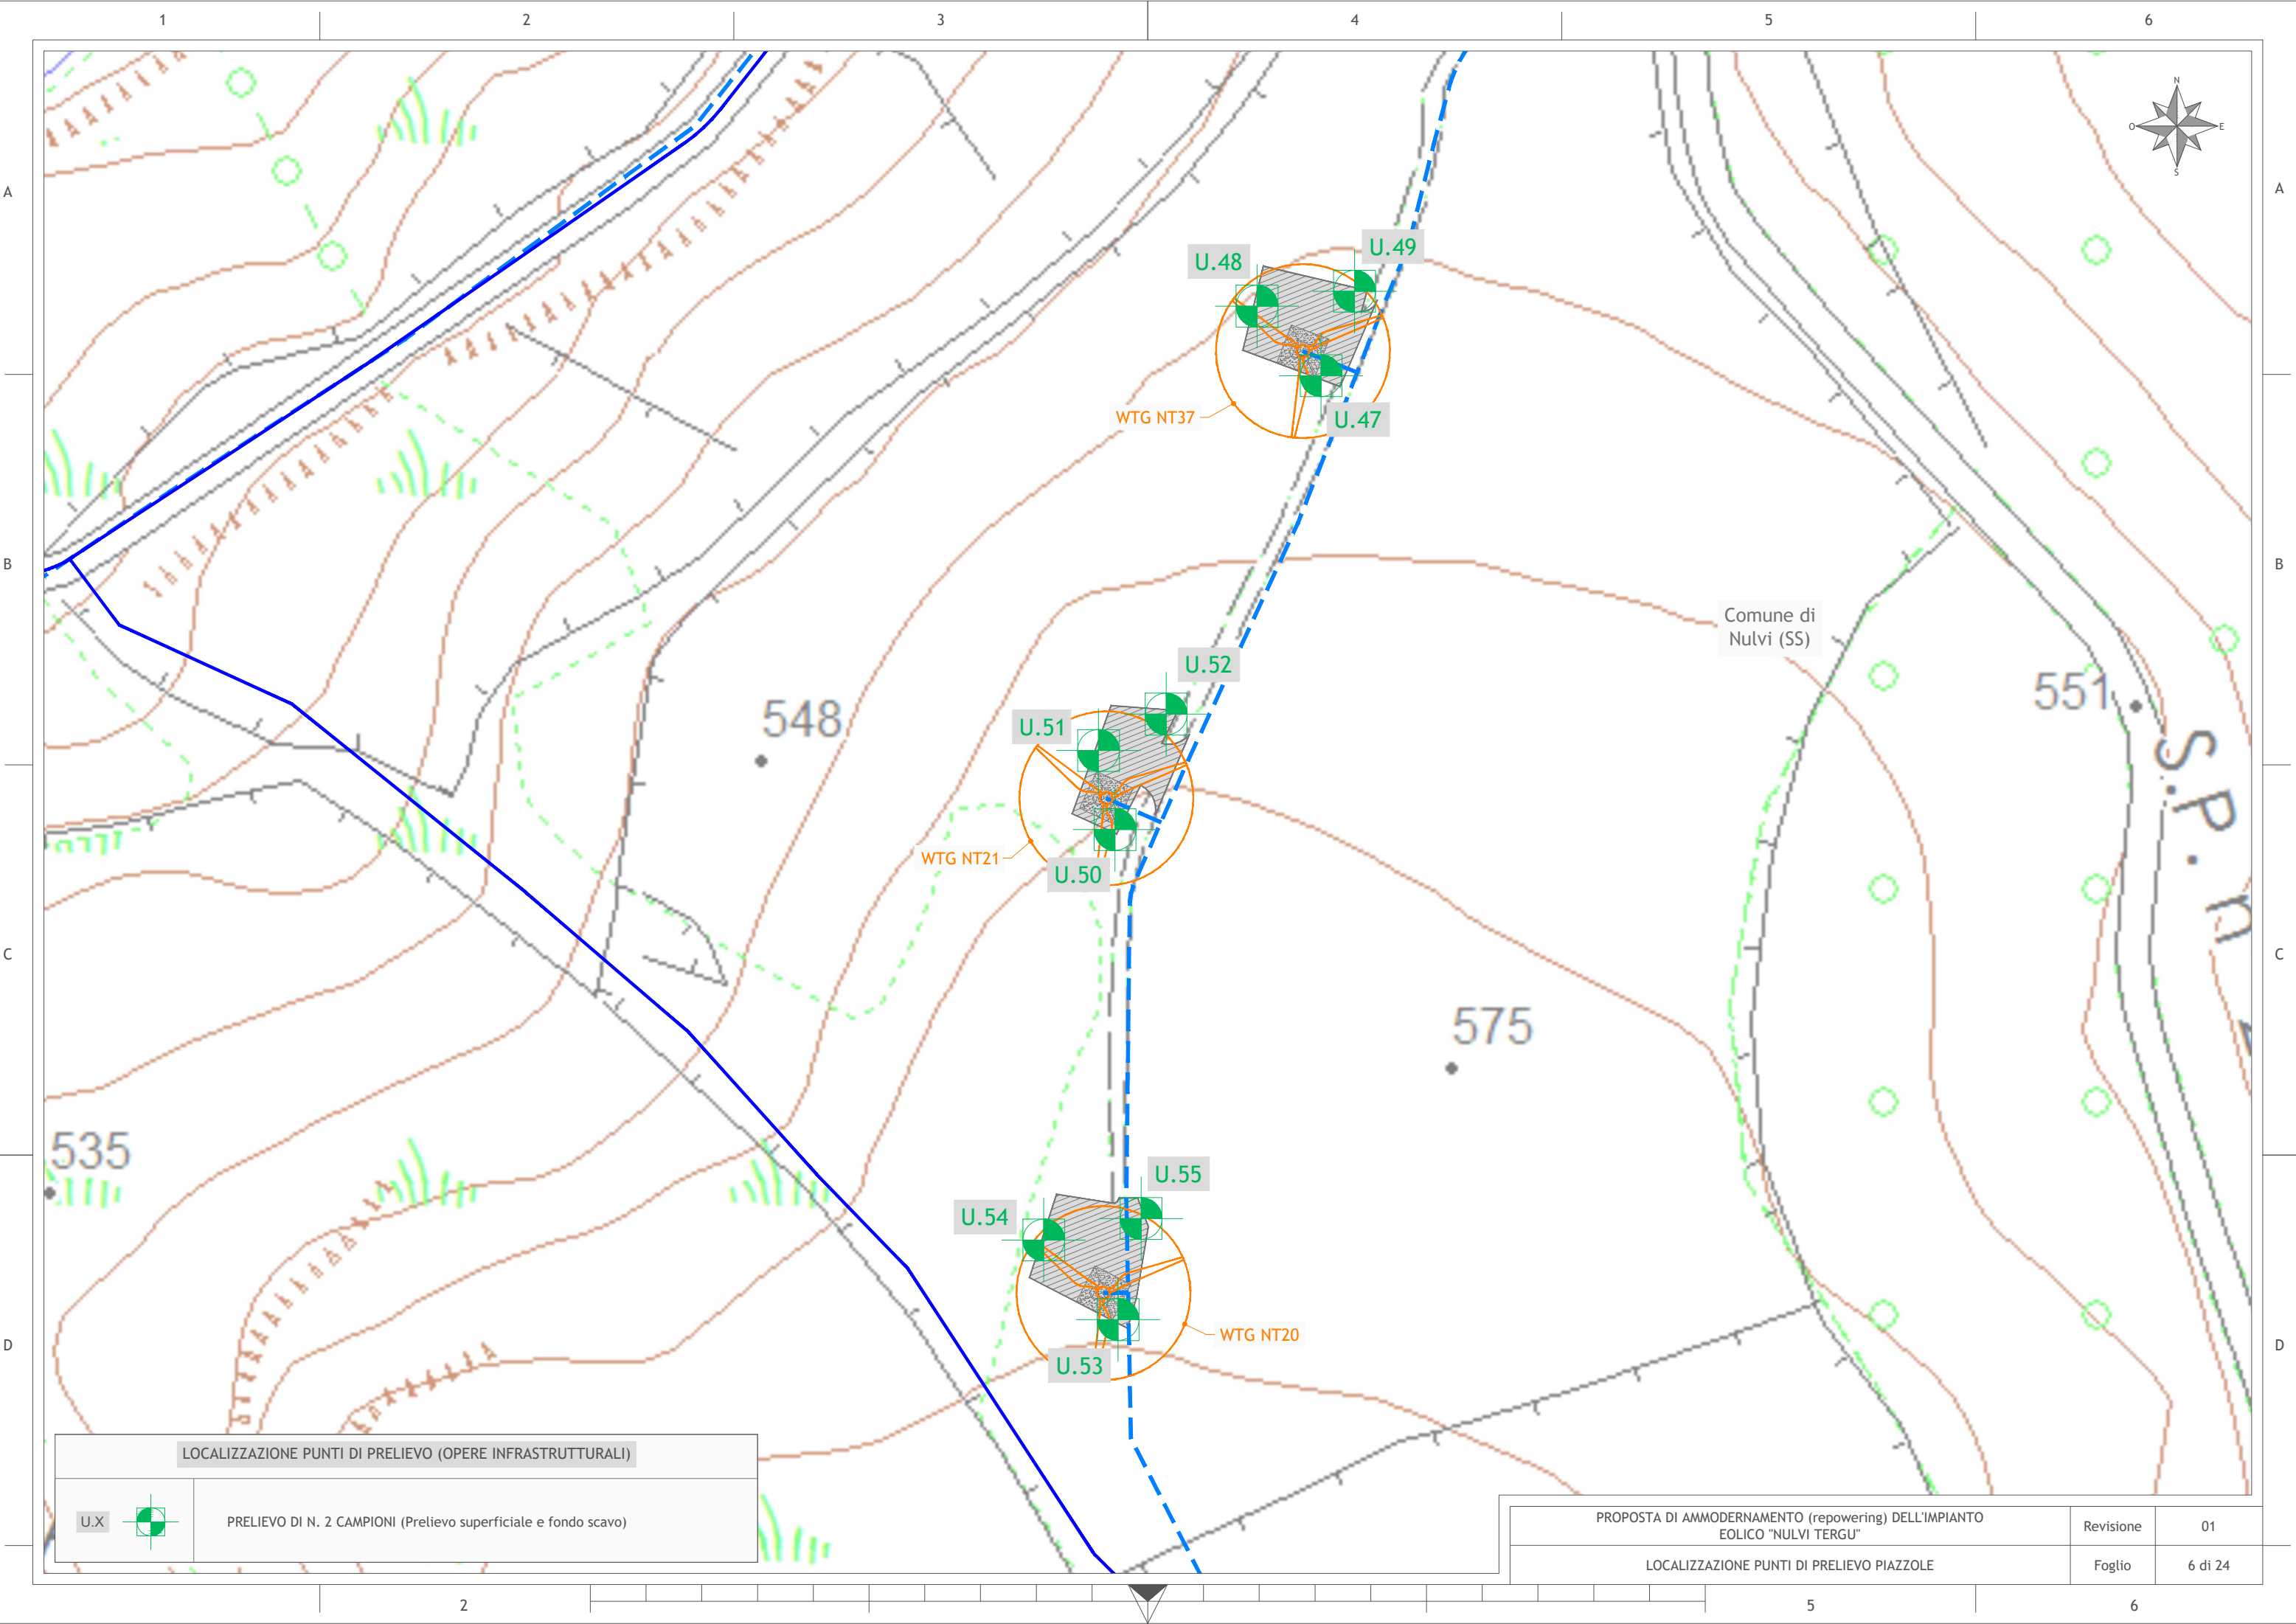 1
2
3
4
5
6
A
A
N
O
E
S
U.49
U.48
WTG NT37
U.47
B
B
Comune di
Nulvi (SS)
U.52
551
548
U.51
S.P.
WTG NT21
U.50
C
C
575
535
U.55
U.54
D
D
WTG NT20
U.53
LOCALIZZAZIONE PUNTI DI PRELIEVO (OPERE INFRASTRUTTURALI)
U.X
PRELIEVO DI N. 2 CAMPIONI (Prelievo superficiale e fondo scavo)
PROPOSTA DI AMMODERNAMENTO (repowering) DELL'IMPIANTO
EOLICO "NULVI TERGU"
Revisione
01
LOCALIZZAZIONE PUNTI DI PRELIEVO PIAZZOLE
Foglio
6 di 24
2
5
6